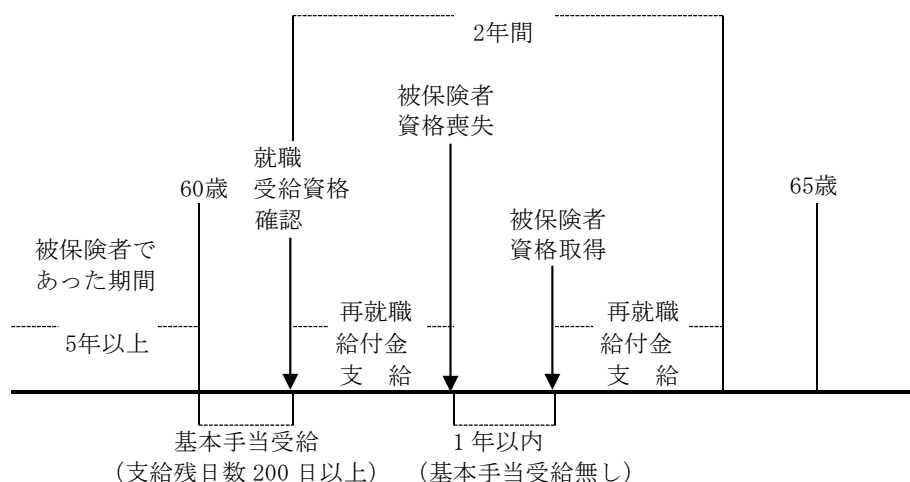 2年間
被保険者
資格喪失
就職
受給資格
確認
60歳
65歳
被保険者
資格取得
被保険者で
あった期間
5年以上
再就職
給付金
支　給
再就職
給付金
支　給
基本手当受給
（支給残日数 200 日以上）
1 年以内
（基本手当受給無し）